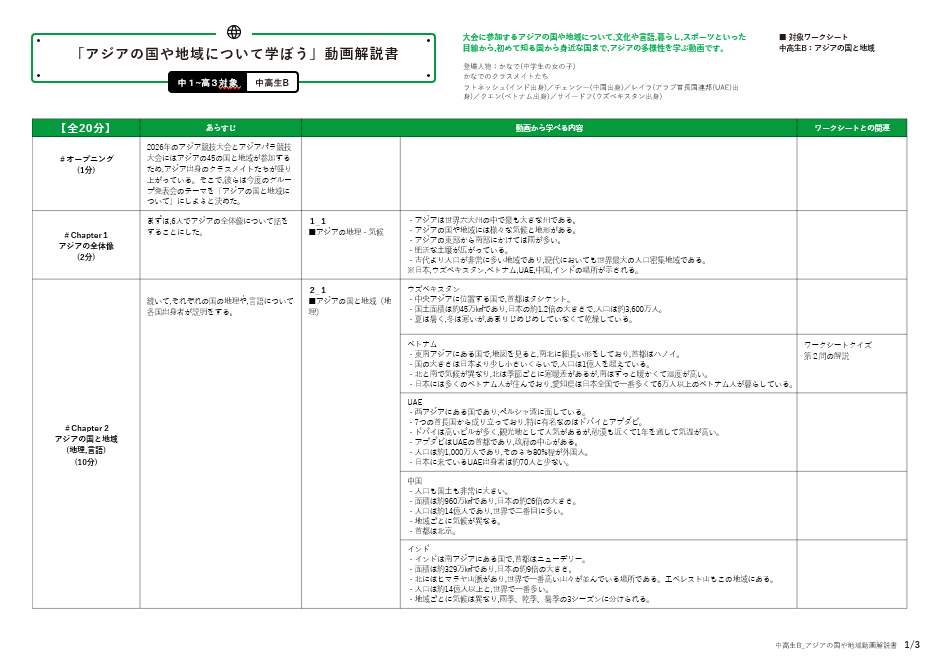 「アジアの国や地域について学ぼう」動画解説書
中1~高3対象 中高生B
大会に参加するアジアの国や地域について、文化や言語、暮らし、スポーツといった
目線から、初めて知る国から身近な国まで、アジアの多様性を学ぶ動画です。
登場人物：かなで(中学生の女の子)
かなでのクラスメイトたち
ラトネッシュ(インド出身)／チェンシー(中国出身)／レイラ(アラブ首長国連邦(UAE)出
身)／クエン(ベトナム出身)／サイードフ(ウズベキスタン出身)
■ 対象ワークシート
中高生B：アジアの国と地域
【全20分】 あらすじ 動画から学べる内容 ワークシートとの関連
＃オープニング
(1分)
2026年のアジア競技大会とアジアパラ競技
大会にはアジアの45の国と地域が参加する
ため、アジア出身のクラスメイトたちが盛り
上がっている。そこで、彼らは今度のグルー
プ発表会のテーマを「アジアの国と地域に
ついて」にしようと決めた。
＃Chapter 1
アジアの全体像
(2分)
まずは、6人でアジアの全体像について話を
することにした。
1_1
■アジアの地理・気候
・アジアは世界六大州の中で最も大きな州である。
・アジアの国や地域には様々な気候と地形がある。
・アジアの東部から南部にかけては雨が多い。
・肥沃な土壌が広がっている。
・古代より人口が非常に多い地域であり、現代においても世界最大の人口密集地域である。
※日本、ウズベキスタン、ベトナム、UAE、中国、インドの場所が示される。
＃Chapter 2
アジアの国と地域
(地理、言語)
(10分)
続いて、それぞれの国の地理や、言語について
各国出身者が説明をする。
2_1
■アジアの国と地域（地
理）
ウズベキスタン
・中央アジアに位置する国で、首都はタシケント。
・国土面積は約45万㎢であり、日本の約1.2倍の大きさで、人口は約3,600万人。
・夏は暑く、冬は寒いが、あまりじめじめしていなくて乾燥している。
ベトナム
・東南アジアにある国で、地図を見ると、南北に細長い形をしており、首都はハノイ。
・国の大きさは日本より少し小さいくらいで、人口は1億人を超えている。
・北と南で気候が異なり、北は季節ごとに寒暖差があるが、南はずっと暖かくて湿度が高い。
・日本には多くのベトナム人が住んでおり、愛知県は日本全国で一番多くて6万人以上のベトナム人が暮らしている。
ワークシートクイズ
第２問の解説
UAE
・西アジアにある国であり、ペルシャ湾に面している。
・7つの首長国から成り立っており、特に有名なのはドバイとアブダビ。
・ドバイは高いビルが多く、観光地として人気があるが、砂漠も近くて1年を通して気温が高い。
・アブダビはUAEの首都であり、政府の中心がある。
・人口は約1,000万人であり、そのうち80%程が外国人。
・日本に来ているUAE出身者は約70人と少ない。
中国
・人口も国土も非常に大きい。
・面積は約960万㎢であり、日本の約26倍の大きさ。
・人口は約14億人であり、世界で二番目に多い。
・地域ごとに気候が異なる。
・首都は北京。
インド
・インドは南アジアにある国で、首都はニューデリー。
・面積は約329万㎢であり、日本の約9倍の大きさ。
・北にはヒマラヤ山脈があり、世界で一番高い山々が並んでいる場所である。エベレスト山もこの地域にある。
・人口は約14億人以上と、世界で一番多い。
・地域ごとに気候は異なり、雨季、乾季、暑季の3シーズンに分けられる。
中高生B_アジアの国や地域動画解説書 1/3